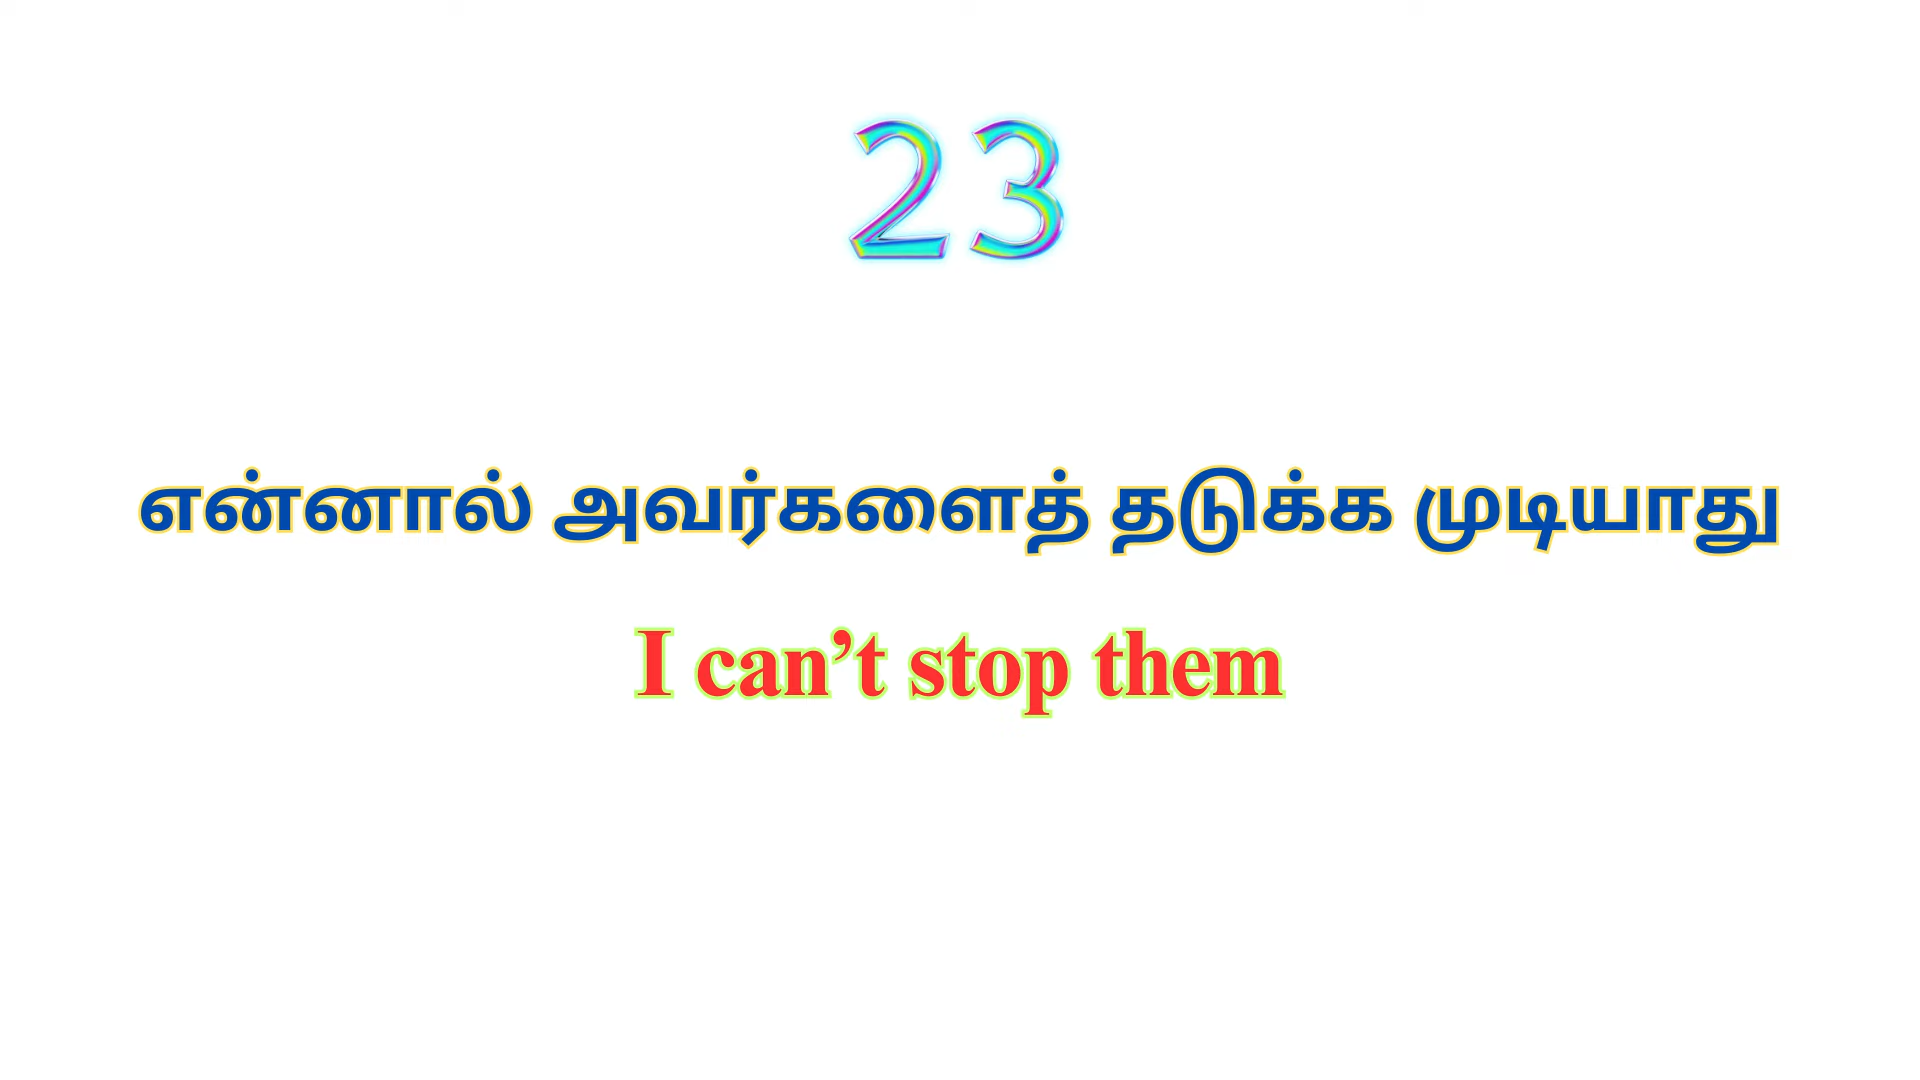 23
என்னால் அவர்களைத் தடுக்க முடியாது
I can’t stop them